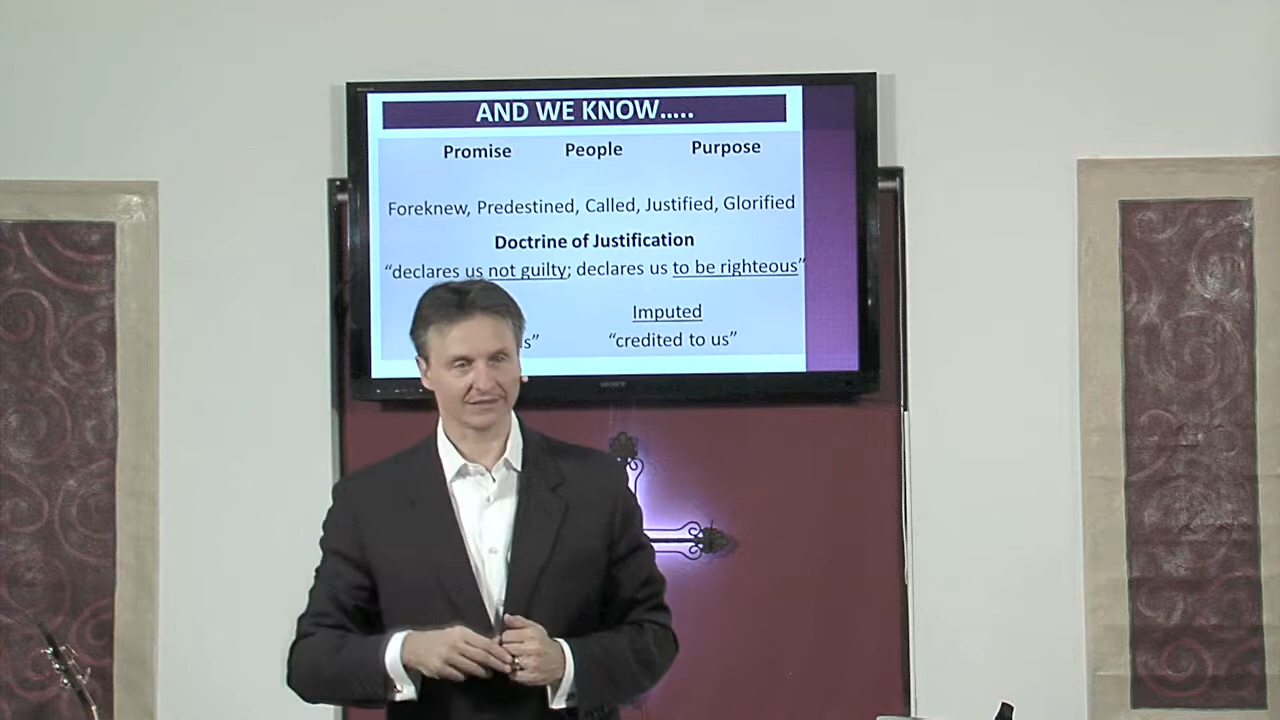 AND WE KNOW.....
Promise People Purpose
Foreknew, Predestined, Called, Justified, Glorified
Doctrine of Justification
“declares us not guilty; declares us to be righteous”
Imputed
“credited to us”
SONY